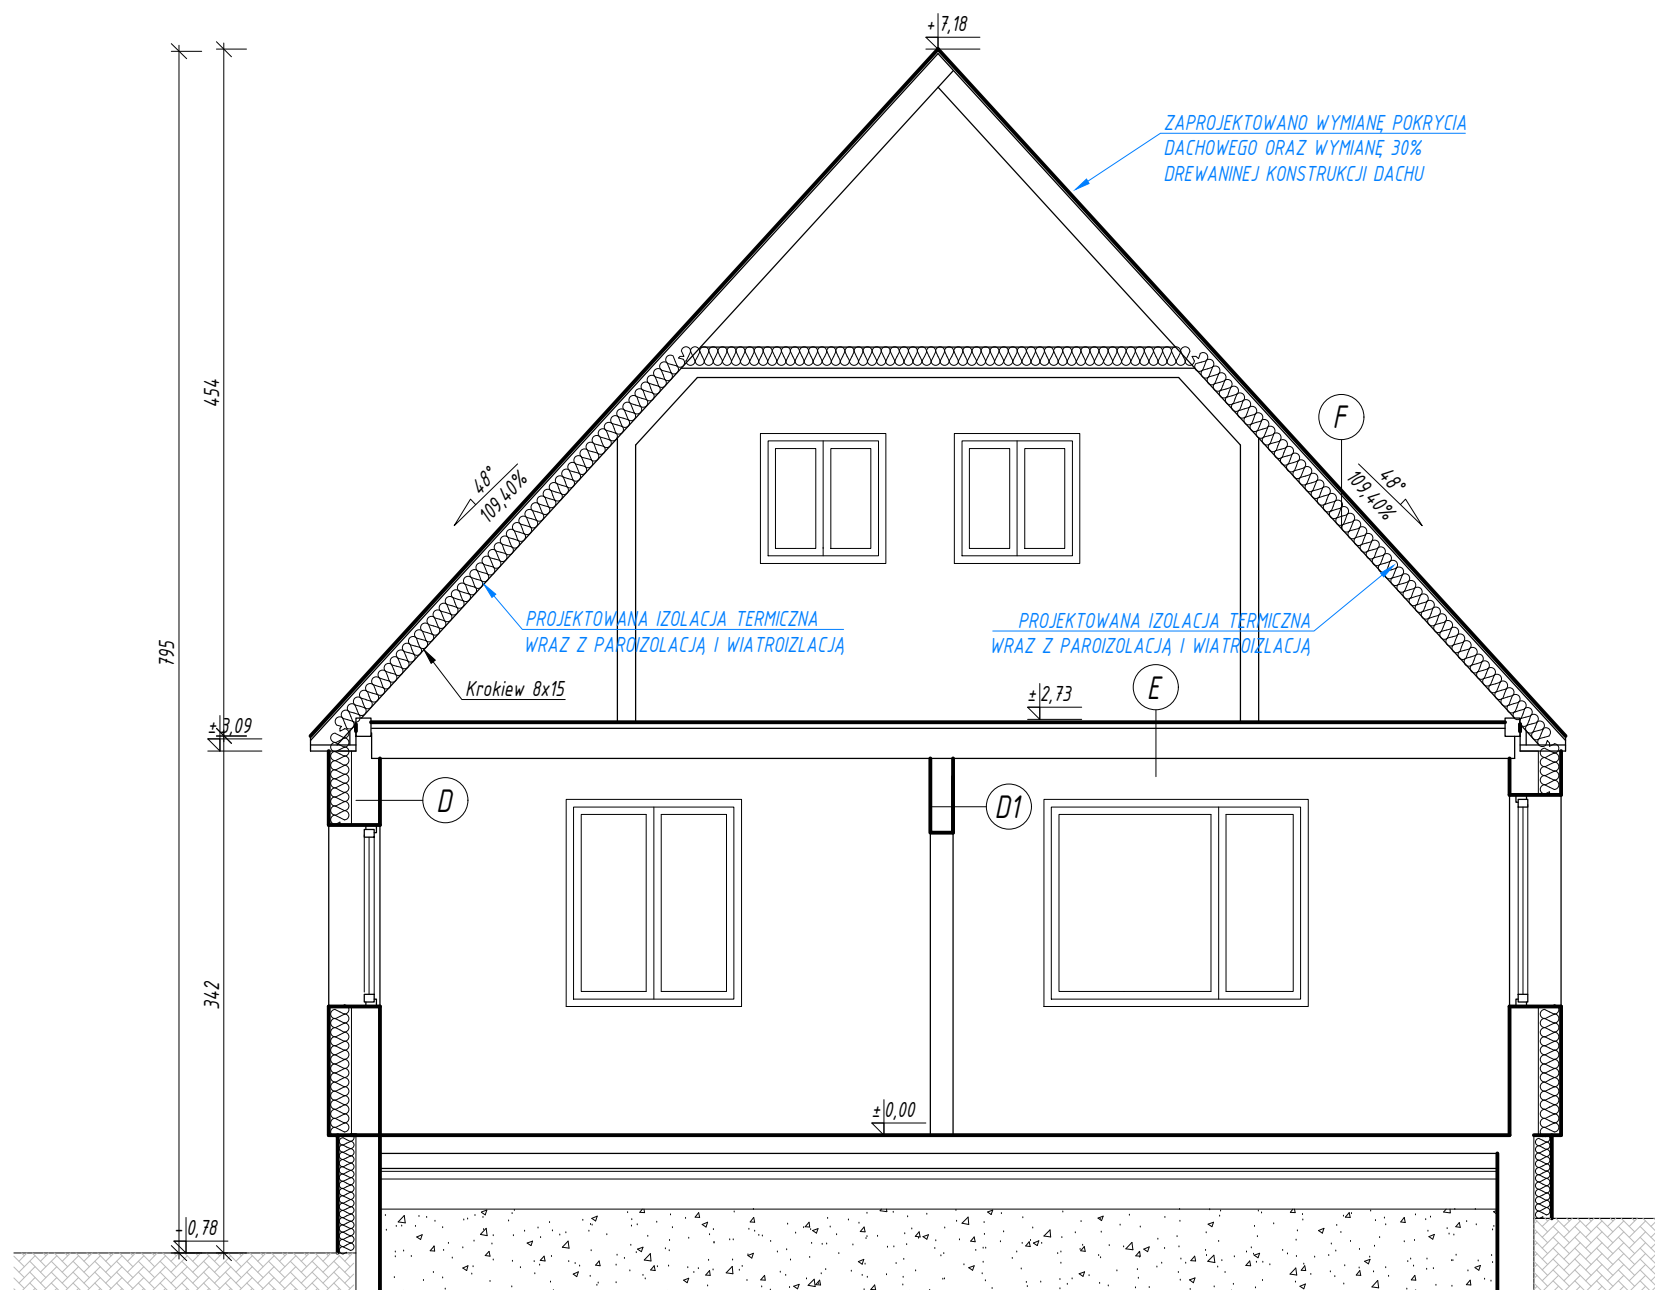 +7,18
ZAPROJEKTOWANO WYMIANĘ POKRYCIA
DACHOWEGO ORAZ WYMIANĘ 30%
DREWANINEJ KONSTRUKCJI DACHU
454
F
48°
109,40%
48°
109,40%
PROJEKTOWANA IZOLACJA TERMICZNA
WRAZ Z PAROIZOLACJĄ I WIATROIZLACJĄ
PROJEKTOWANA IZOLACJA TERMICZNA
WRAZ Z PAROIZOLACJĄ I WIATROIZLACJĄ
795
Krokiew 8x15
±2,73
E
±3,09
D
D1
342
±0,00
-0,78